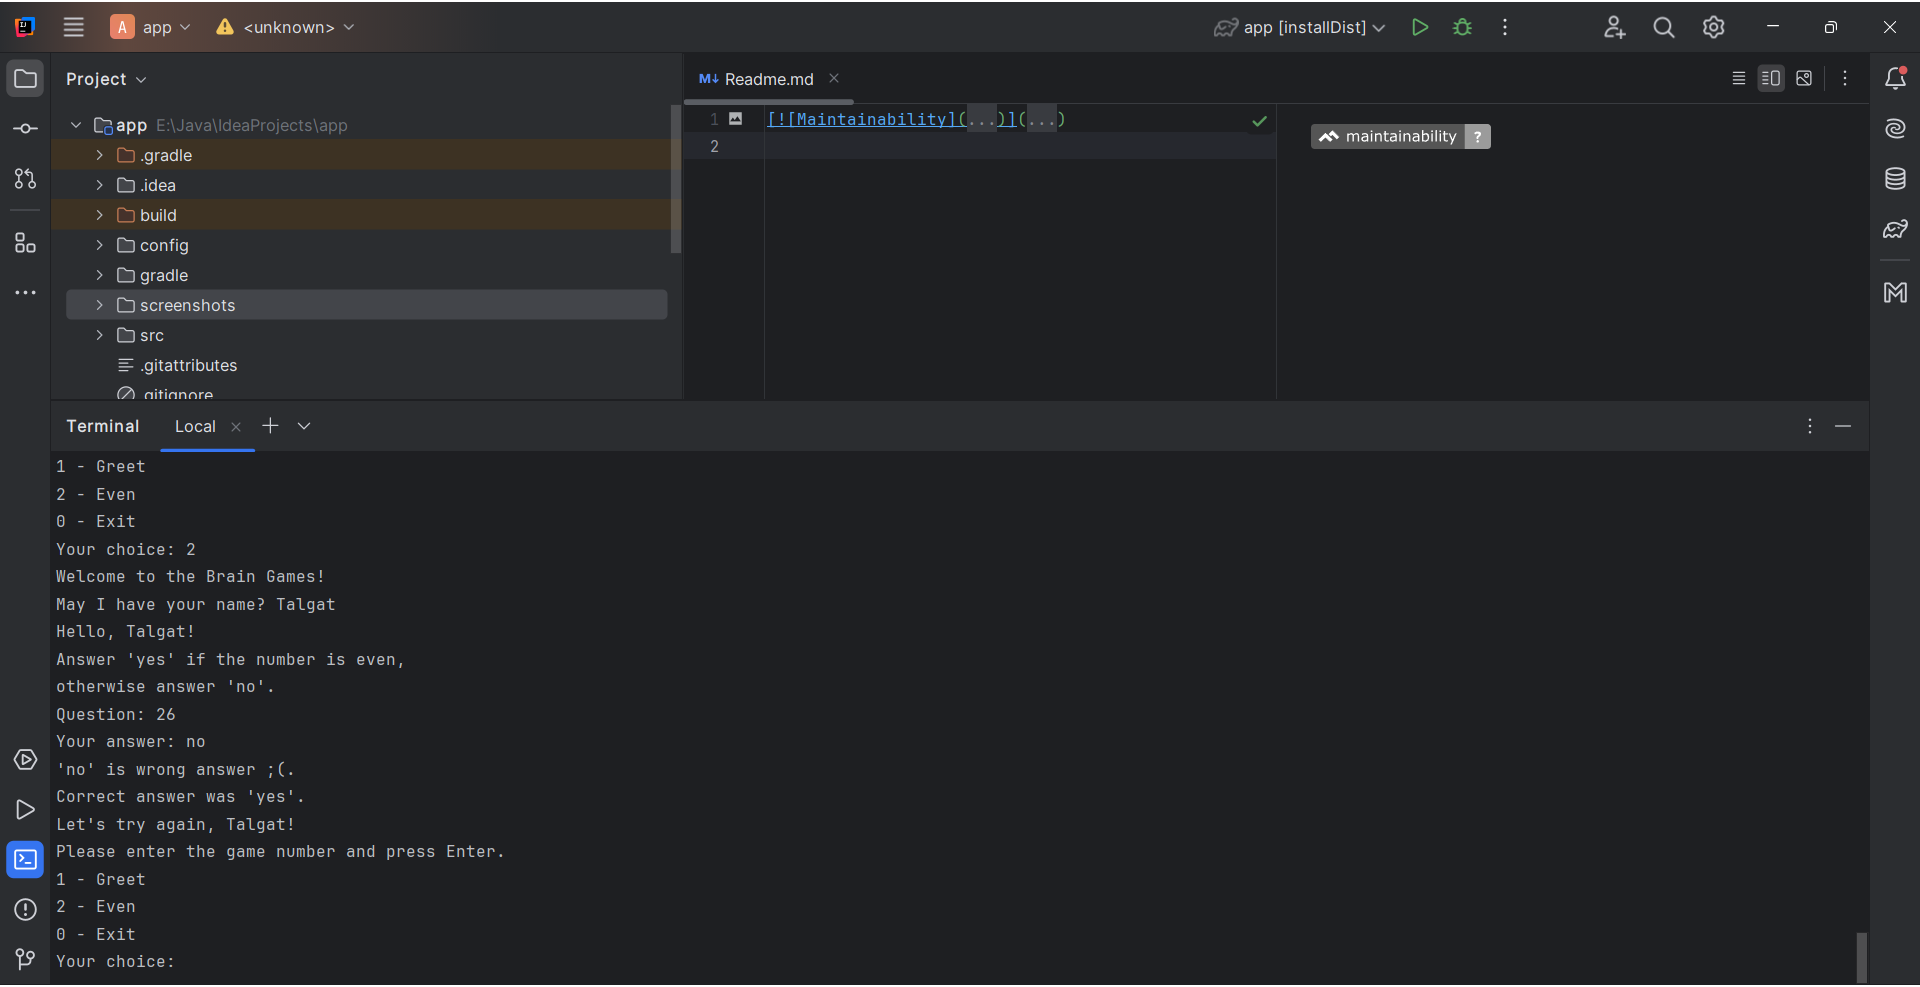 A app <unknown> app [installDist]
Project
app E:\Java\IdeaProjects\app
.gradle
.idea
build
config
gradle
screenshots
src
.gitattributes
.gitignore
M↓ Readme.md
1 [![Maintainability](...)](...)
2
maintainability ?
Terminal Local
1 - Greet
2 - Even
0 - Exit
Your choice: 2
Welcome to the Brain Games!
May I have your name? Talgat
Hello, Talgat!
Answer 'yes' if the number is even,
otherwise answer 'no'.
Question: 26
Your answer: no
'no' is wrong answer ;(.
Correct answer was 'yes'.
Let's try again, Talgat!
Please enter the game number and press Enter.
1 - Greet
2 - Even
0 - Exit
Your choice: